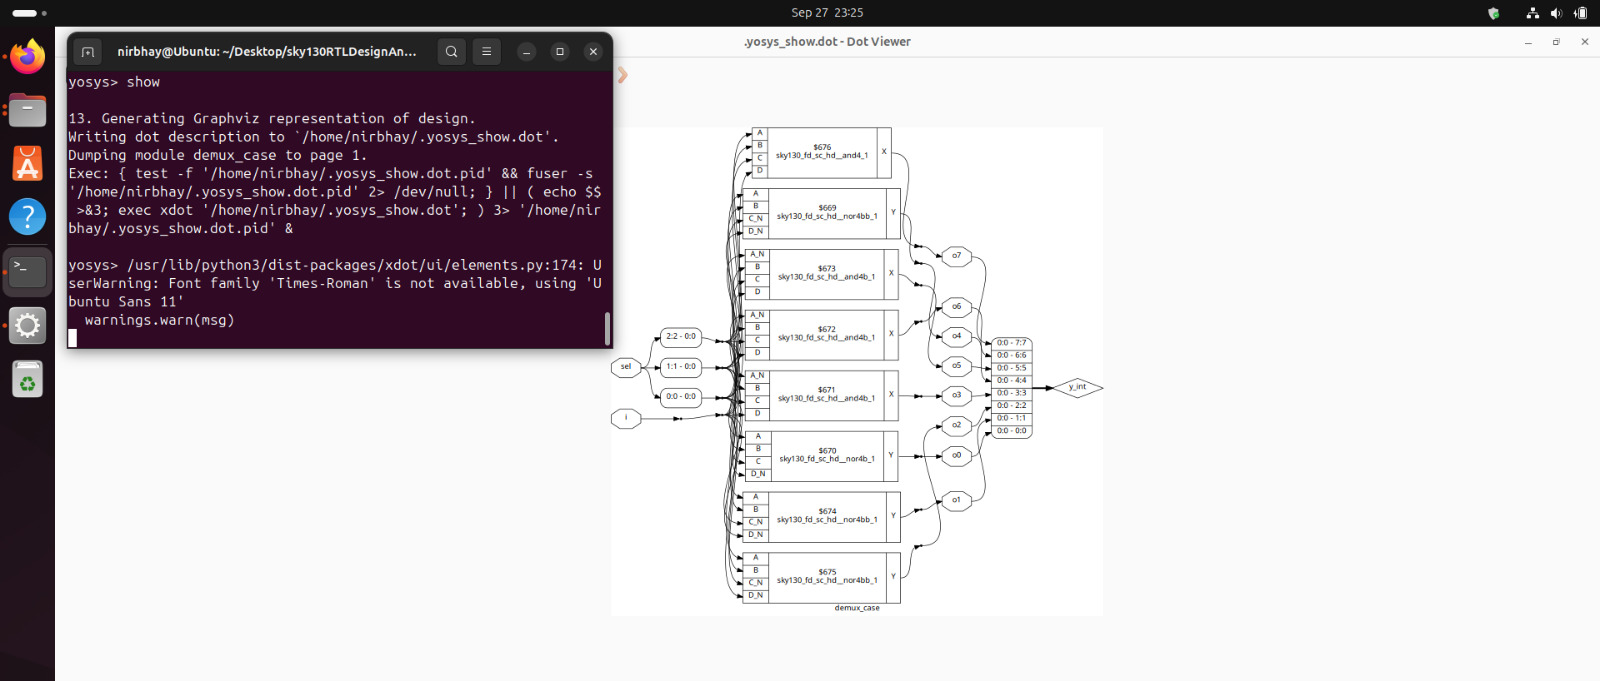 Sep 27 23:25
nirbhay@Ubuntu: ~/Desktop/sky130RTLDesignAn...
.yosys_show.dot - Dot Viewer
yosys> show
13. Generating Graphviz representation of design.
Writing dot description to `/home/nirbhay/.yosys_show.dot'.
Dumping module demux_case to page 1.
Exec: { test -f '/home/nirbhay/.yosys_show.dot.pid' && fuser -s
'/home/nirbhay/.yosys_show.dot.pid' 2> /dev/null; } || ( echo $$
>&3; exec xdot '/home/nirbhay/.yosys_show.dot'; ) 3> '/home/nir
bhay/.yosys_show.dot.pid' &
yosys> /usr/lib/python3/dist-packages/xdot/ui/elements.py:174: U
serWarning: Font family 'Times-Roman' is not available, using 'U
buntu Sans 11'
warnings.warn(msg)
sel
i
2:2 - 0:0
1:1 - 0:0
0:0 - 0:0
A
B
C
D
$676
sky130_fd_sc_hd__and4_1
X
A
B
C_N
D_N
$669
sky130_fd_sc_hd__nor4bb_1
Y
A_N
B
C
D
$673
sky130_fd_sc_hd__and4b_1
X
A_N
B
C
D
$672
sky130_fd_sc_hd__and4b_1
X
A_N
B
C
D
$671
sky130_fd_sc_hd__and4b_1
X
A
B
C
D_N
$670
sky130_fd_sc_hd__nor4b_1
Y
A
B
C_N
D_N
$674
sky130_fd_sc_hd__nor4bb_1
Y
A
B
C_N
D_N
$675
sky130_fd_sc_hd__nor4bb_1
Y
demux_case
o7
o6
o4
o5
o3
o2
o0
o1
0:0 - 7:7
0:0 - 6:6
0:0 - 5:5
0:0 - 4:4
0:0 - 3:3
0:0 - 2:2
0:0 - 1:1
0:0 - 0:0
y_int